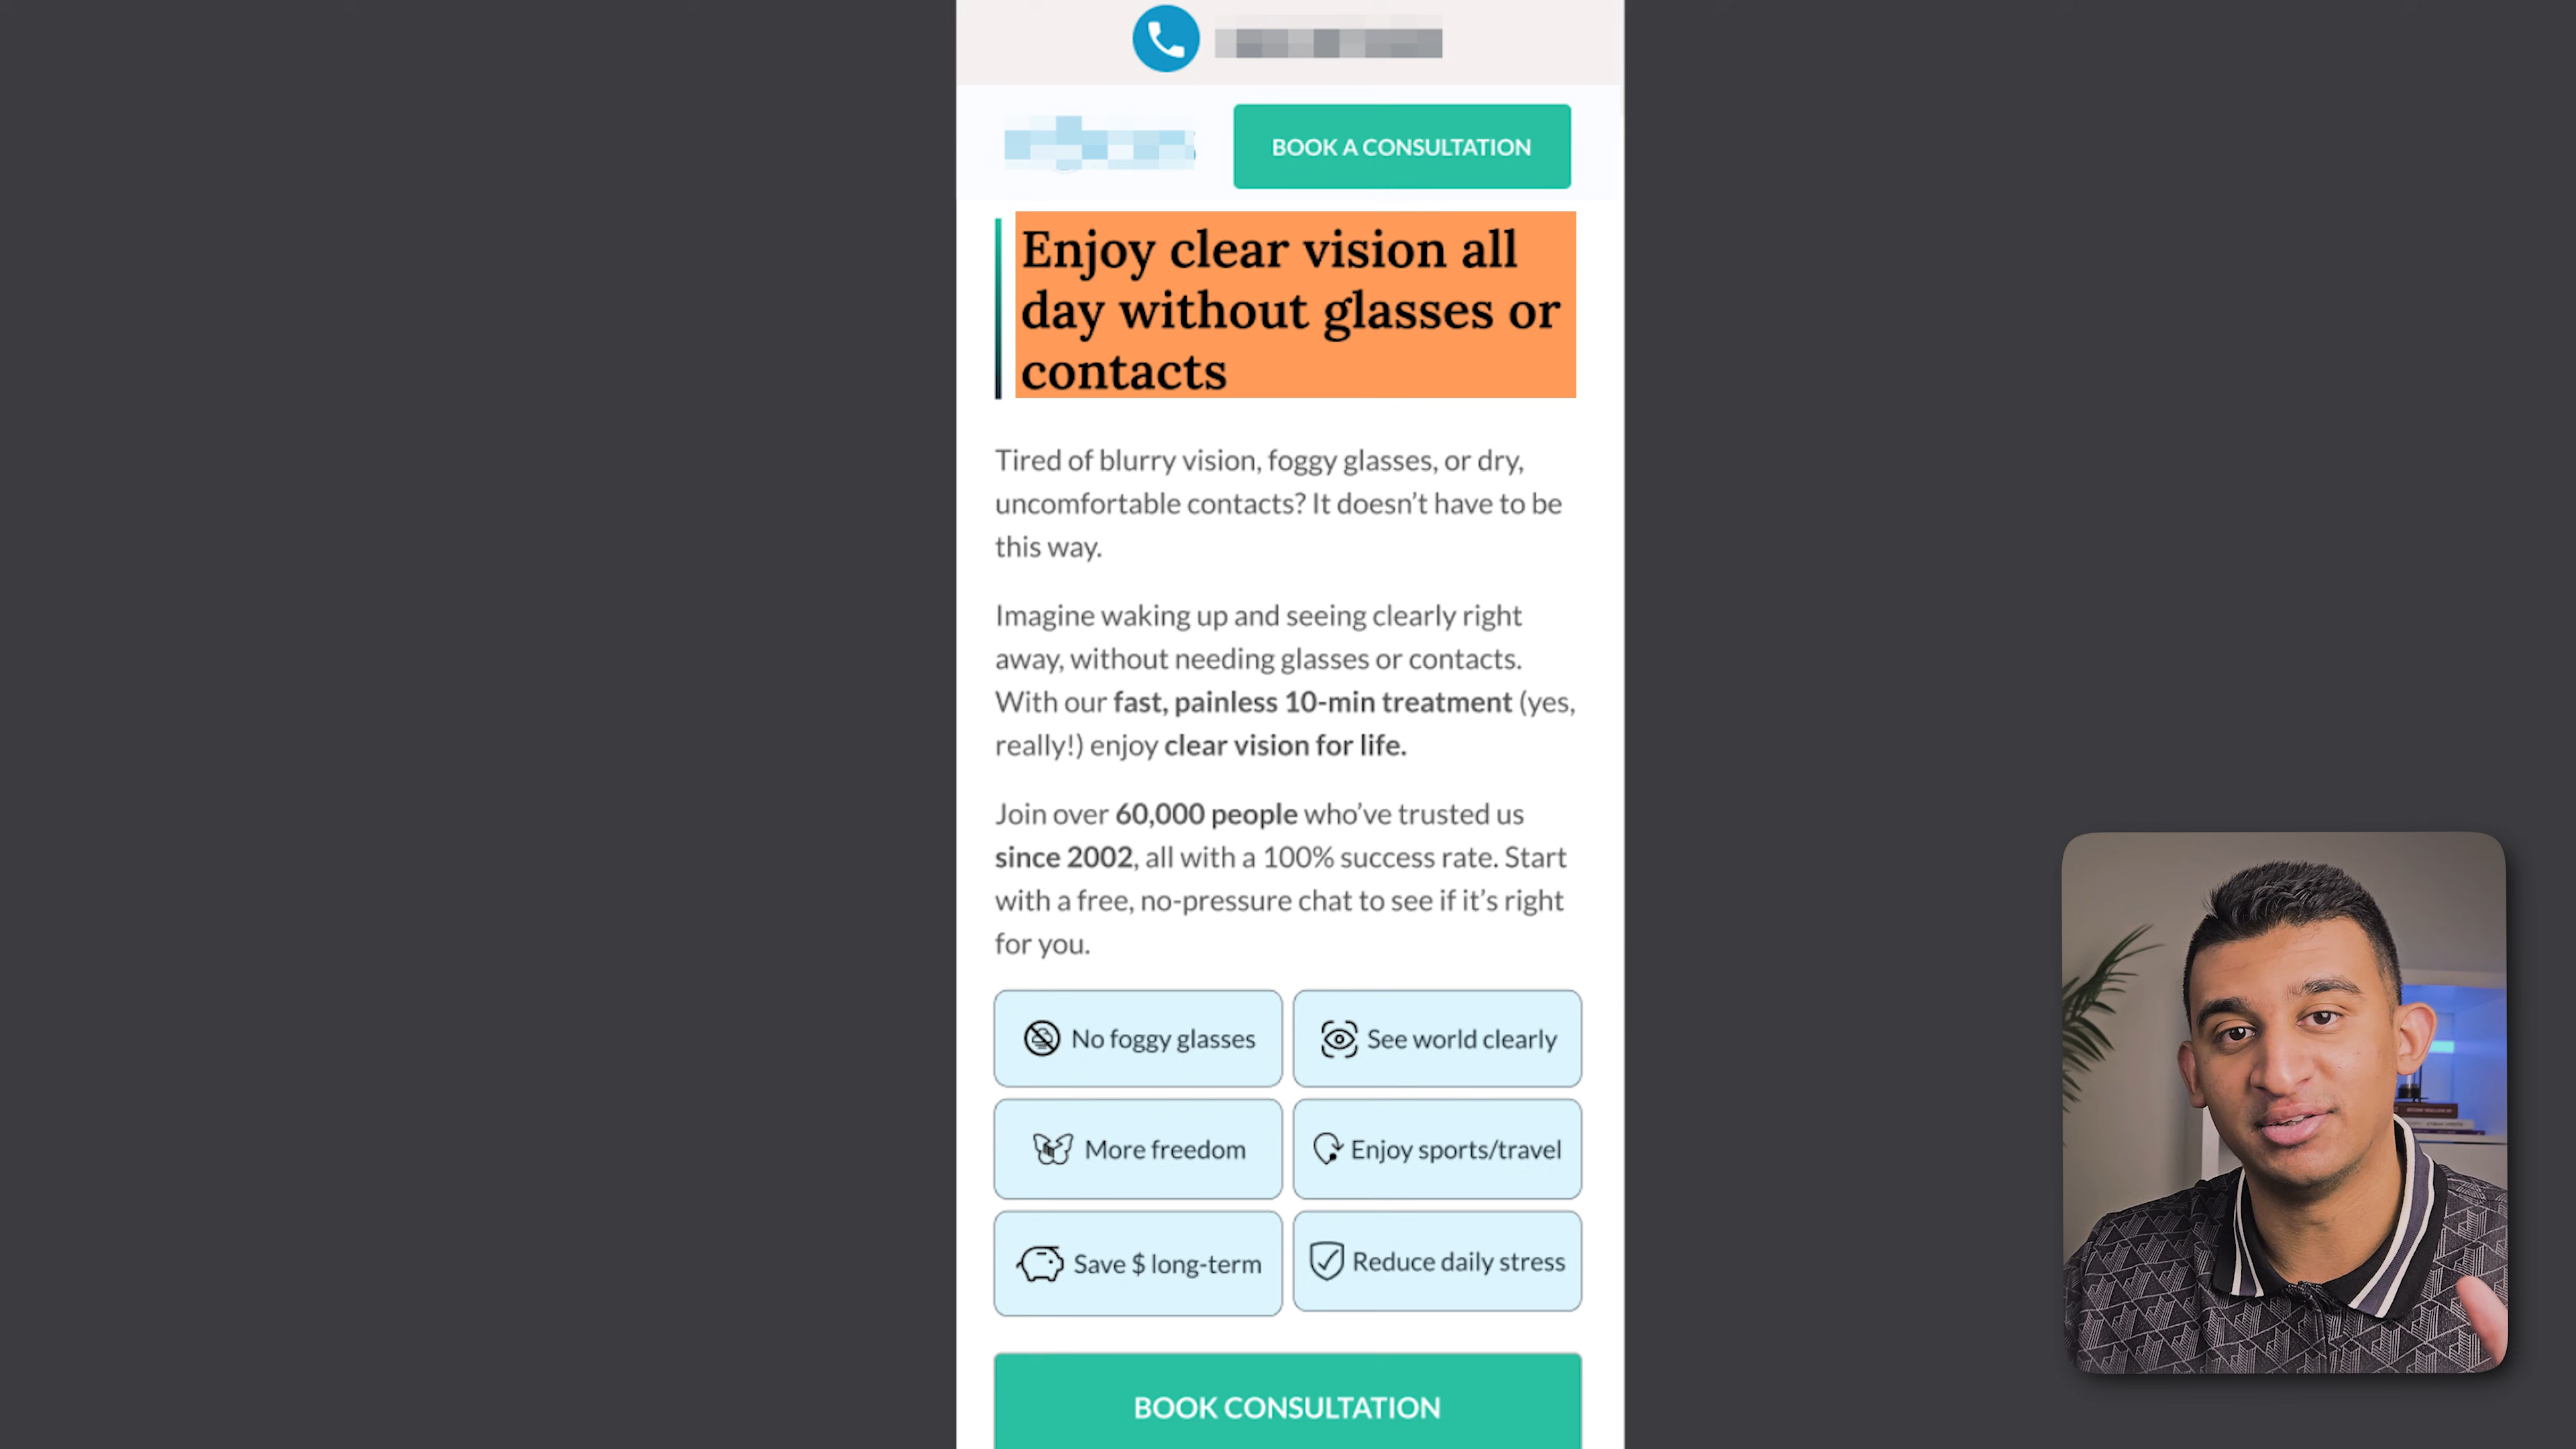 BOOK A CONSULTATION
Enjoy clear vision all
day without glasses or
contacts
Tired of blurry vision, foggy glasses, or dry,
uncomfortable contacts? It doesn't have to be
this way.
Imagine waking up and seeing clearly right
away, without needing glasses or contacts.
With our fast, painless 10-min treatment (yes,
really!) enjoy clear vision for life.
Join over 60,000 people who've trusted us
since 2002, all with a 100% success rate. Start
with a free, no-pressure chat to see if it's right
for you.
No foggy glasses
See world clearly
More freedom
Enjoy sports/travel
Save $ long-term
Reduce daily stress
BOOK CONSULTATION